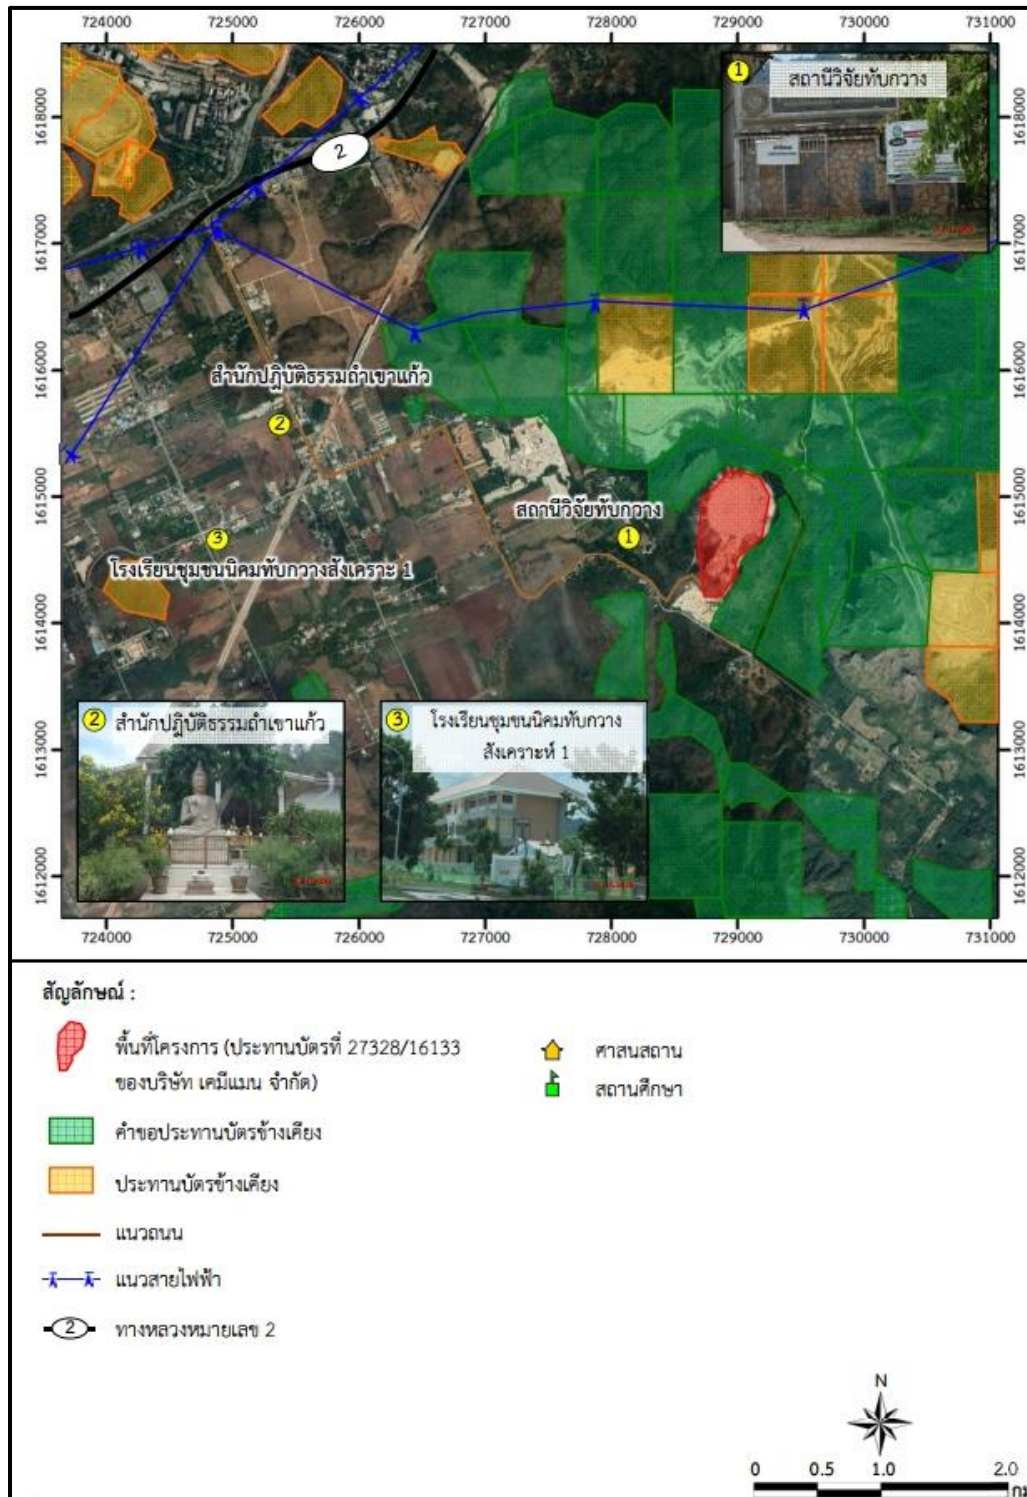 724000 725000 726000 727000 728000 729000 730000 731000
1618000
1617000
1616000
1615000
1614000
1613000
1612000
1618000
1617000
1616000
1615000
1614000
1613000
1612000
1 สถานีวิจัยทับกวาง
2
สำนักปฏิบัติธรรมถ้ำเขาแก้ว
2
สถานีวิจัยทับกวาง
1
3
โรงเรียนชุมชนนิคมทับกวางสังเคราะ 1
2 สำนักปฏิบัติธรรมถ้ำเขาแก้ว
3 โรงเรียนชุมชนนิคมทับกวาง
สังเคราะห์ 1
724000 725000 726000 727000 728000 729000 730000 731000
สัญลักษณ์ :
พื้นที่โครงการ (ประทานบัตรที่ 27328/16133
ของบริษัท เคมีแมน จำกัด)
ศาสนสถาน
สถานศึกษา
คำขอประทานบัตรข้างเคียง
ประทานบัตรข้างเคียง
แนวถนน
แนวสายไฟฟ้า
2 ทางหลวงหมายเลข 2
N
0 0.5 1.0 2.0